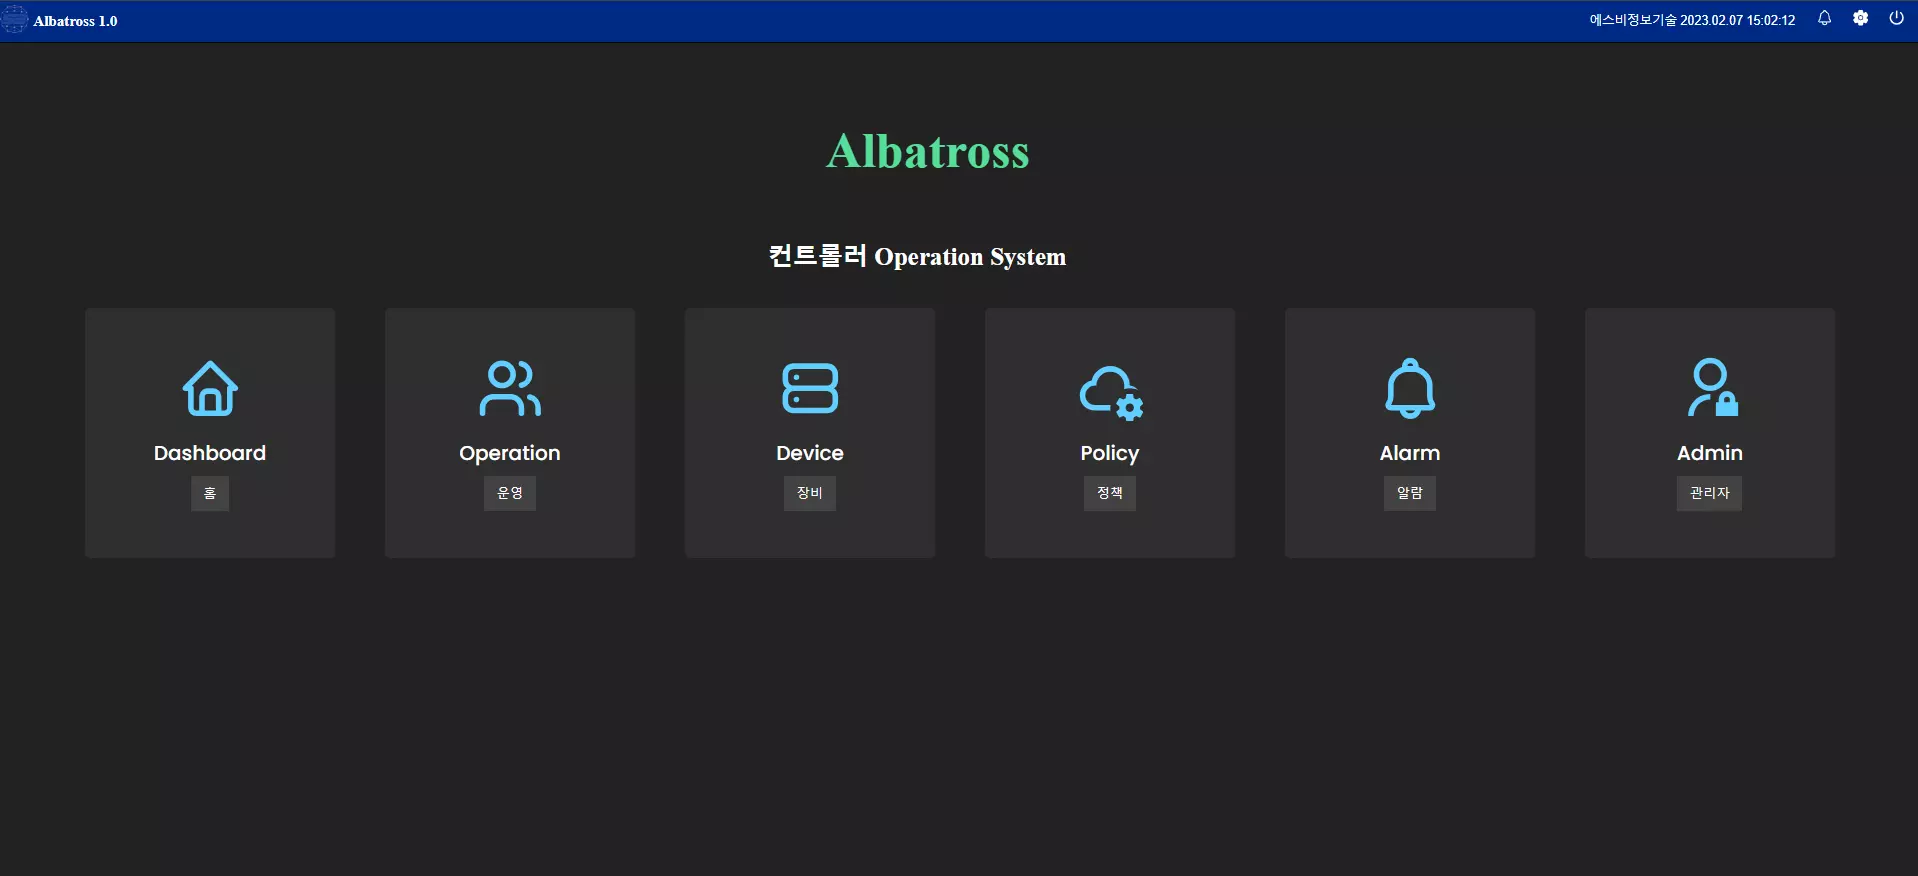 Albatross 1.0
에스비정보기술 2023.02.07 15:02:12
Albatross
컨트롤러 Operation System
Dashboard
홈
Operation
운영
Device
장비
Policy
정책
Alarm
알람
Admin
관리자